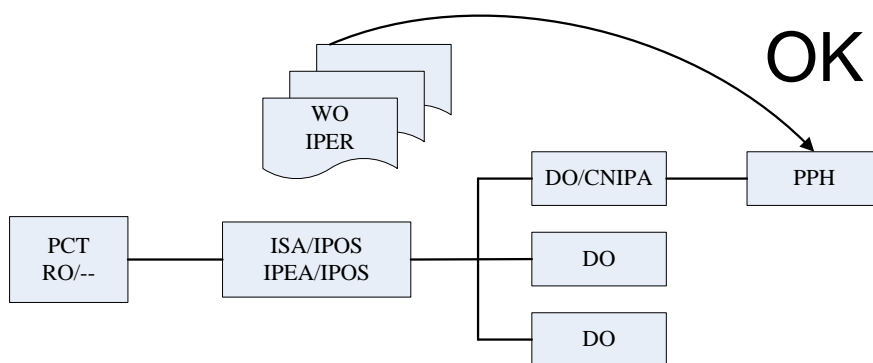 OK
WO
IPER
DO/CNIPA
PPH
PCT
RO/--
ISA/IPOS
IPEA/IPOS
DO
DO